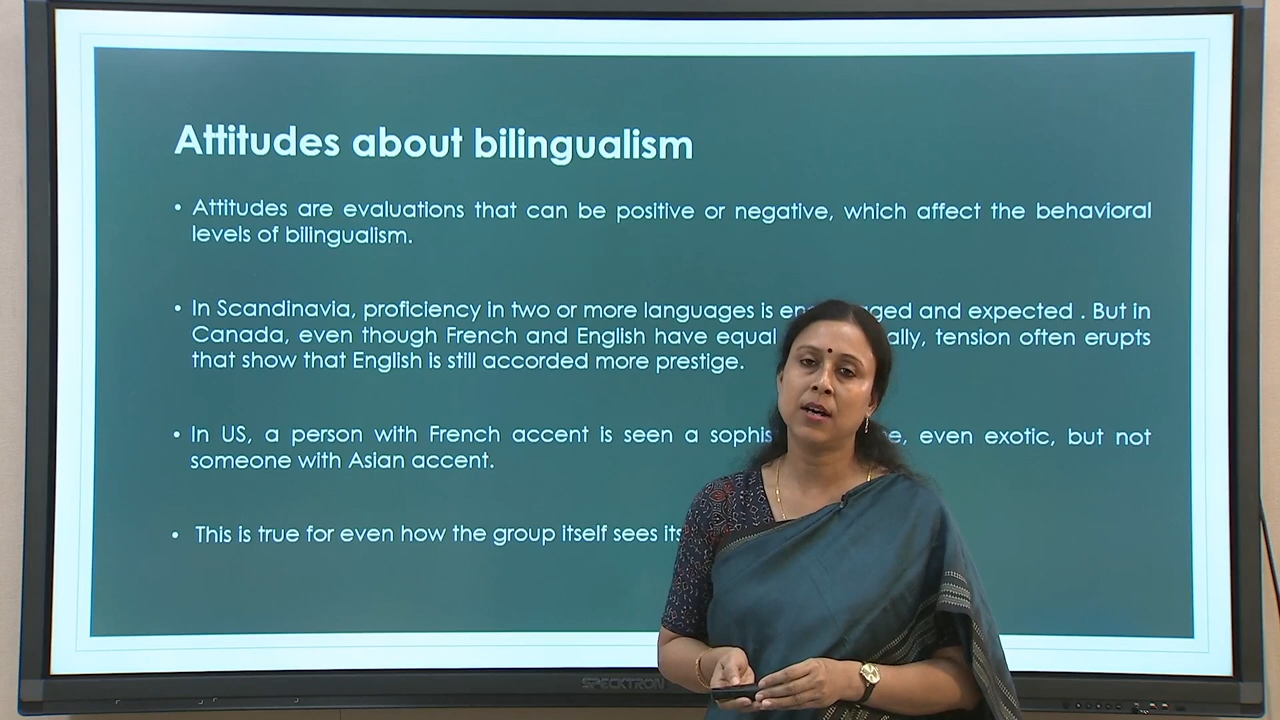 Attitudes about bilingualism
• Attitudes are evaluations that can be positive or negative, which affect the behavioral
levels of bilingualism.
• In Scandinavia, proficiency in two or more languages is and expected . But in
Canada, even though French and English have equal tension often erupts
that show that English is still accorded more prestige.
• In US, a person with French accent is seen a even exotic, but not
someone with Asian accent.
• This is true for even how the group itself sees
SPECKTRON